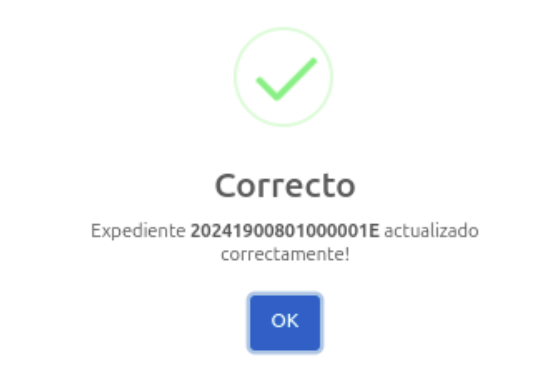 Correcto
Expediente 20241900801000001E actualizado
correctamente!
OK